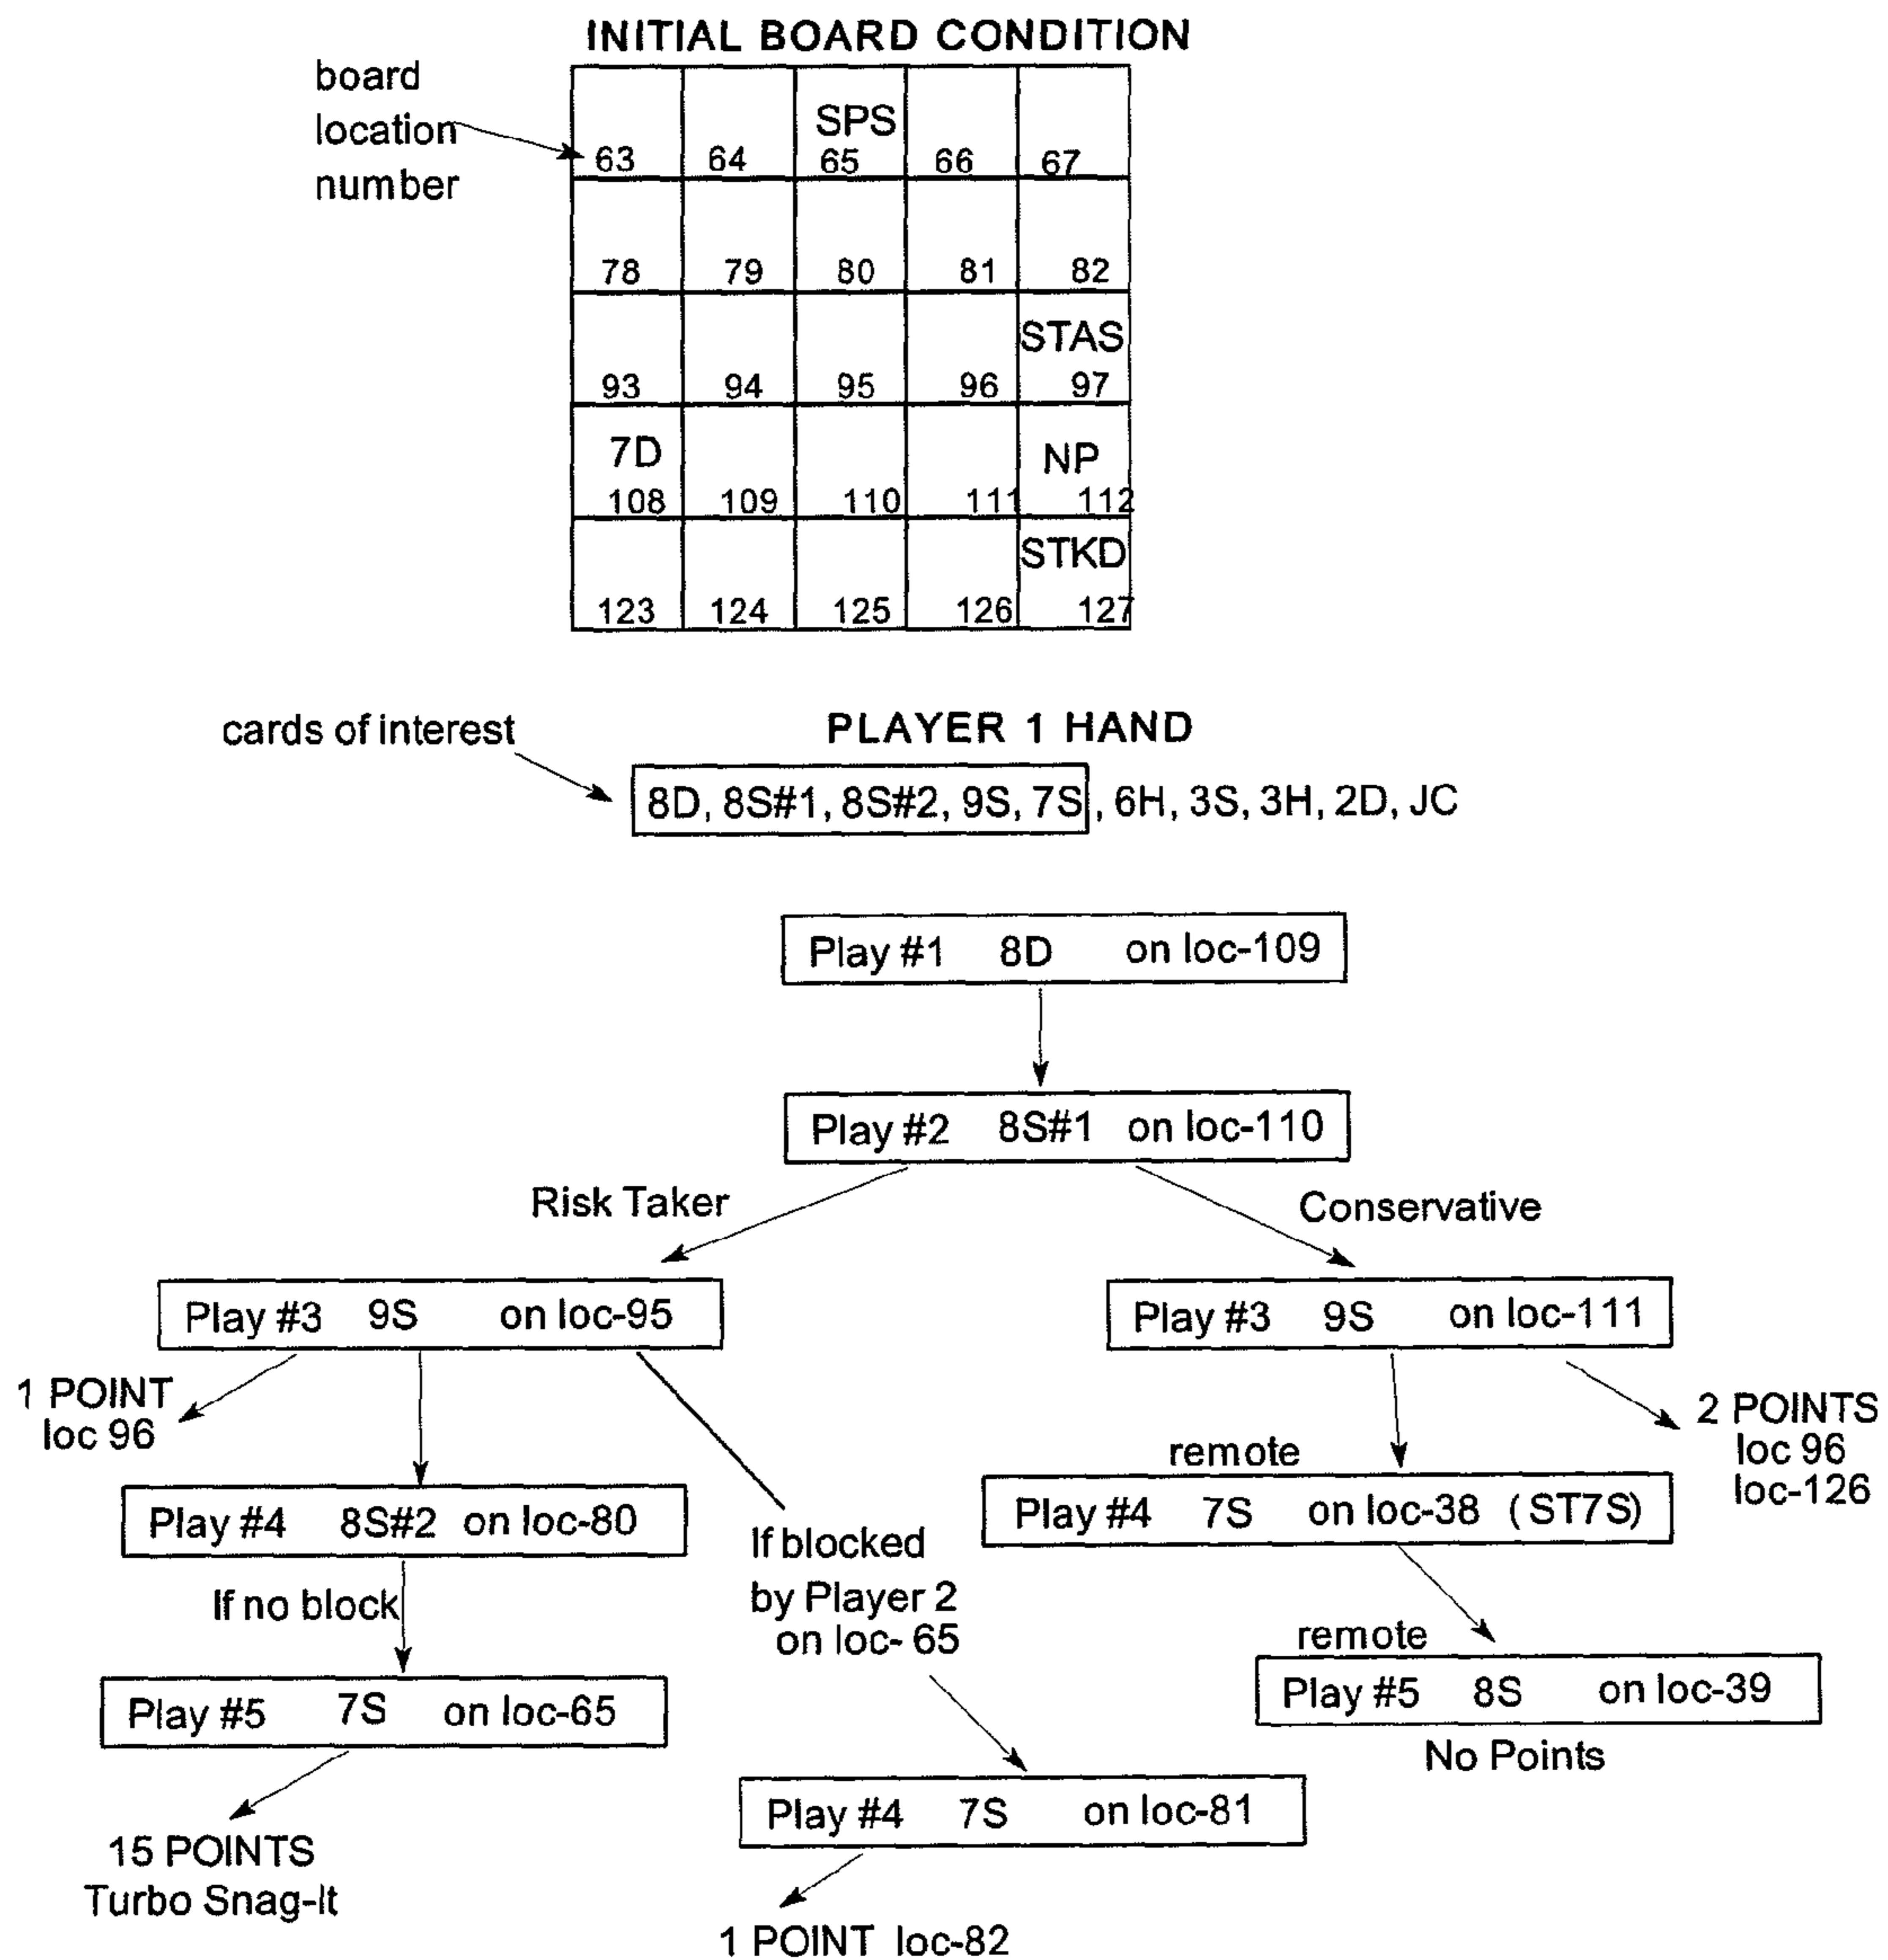 INITIAL BOARD CONDITION
board
location
number
SPS
63 64 65 66 67
78 79 80 81 82
STAS
93 94 95 96 97
7D NP
108 109 110 111 112
STKD
123 124 125 126 127
cards of interest
PLAYER 1 HAND
8D, 8S#1, 8S#2, 9S, 7S, 6H, 3S, 3H, 2D, JC
Play #1 8D on loc-109
Play #2 8S#1 on loc-110
Risk Taker
Conservative
Play #3 9S on loc-95
Play #3 9S on loc-111
1 POINT
loc 96
2 POINTS
loc 96
loc-126
remote
Play #4 8S#2 on loc-80
Play #4 7S on loc-38 (ST7S)
If no block
If blocked
by Player 2
on loc- 65
remote
Play #5 7S on loc-65
Play #5 8S on loc-39
No Points
15 POINTS
Turbo Snag-It
Play #4 7S on loc-81
1 POINT loc-82